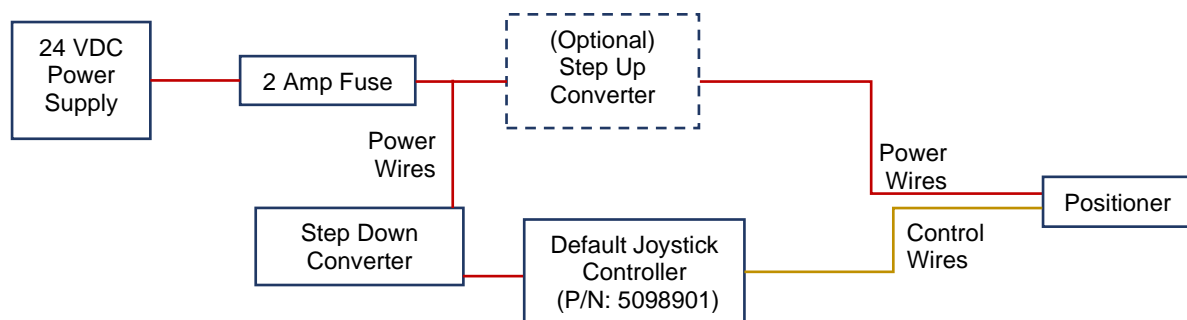 24 VDC
Power
Supply
2 Amp Fuse
(Optional)
Step Up
Converter
Power
Wires
Power
Wires
Positioner
Step Down
Converter
Default Joystick
Controller
(P/N: 5098901)
Control
Wires